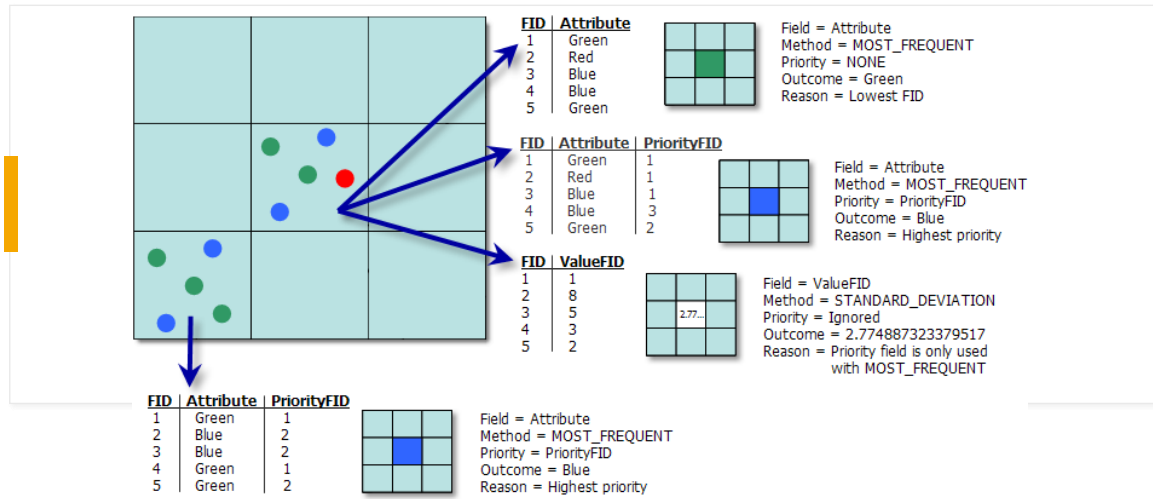 FID Attribute
1 Green
2 Red
3 Blue
4 Blue
5 Green
Field = Attribute
Method = MOST_FREQUENT
Priority = NONE
Outcome = Green
Reason = Lowest FID
FID Attribute PriorityFID
1 Green 1
2 Red 1
3 Blue 1
4 Blue 3
5 Green 2
Field = Attribute
Method = MOST_FREQUENT
Priority = PriorityFID
Outcome = Blue
Reason = Highest priority
FID ValueFID
1 1
2 8
3 5
4 3
5 2
2.77...
Field = ValueFID
Method = STANDARD_DEVIATION
Priority = Ignored
Outcome = 2.774887323379517
Reason = Priority field is only used
with MOST_FREQUENT
FID Attribute PriorityFID
1 Green 1
2 Blue 2
3 Blue 2
4 Green 1
5 Green 2
Field = Attribute
Method = MOST_FREQUENT
Priority = PriorityFID
Outcome = Blue
Reason = Highest priority